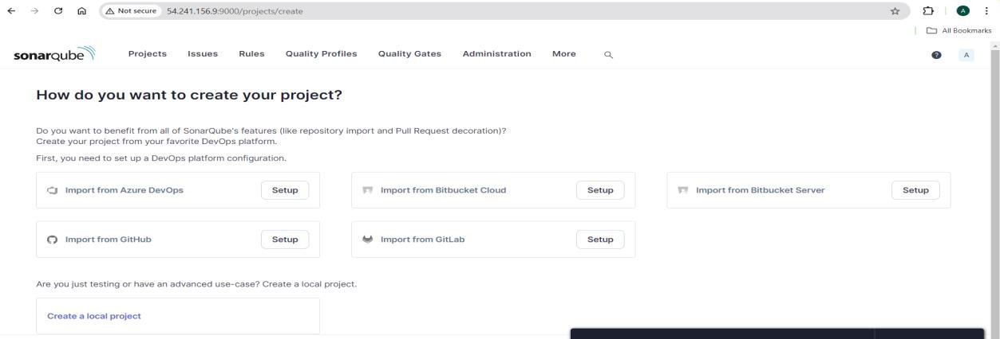 Not secure 54.241.156.9:9000/projects/create A
All Bookmarks
sonarqube Projects Issues Rules Quality Profiles Quality Gates Administration More ? A
How do you want to create your project?
Do you want to benefit from all of SonarQube's features (like repository import and Pull Request decoration)?
Create your project from your favorite DevOps platform.
First, you need to set up a DevOps platform configuration.
Import from Azure DevOps Setup Import from Bitbucket Cloud Setup Import from Bitbucket Server Setup
Import from GitHub Setup Import from GitLab Setup
Are you just testing or have an advanced use-case? Create a local project.
Create a local project